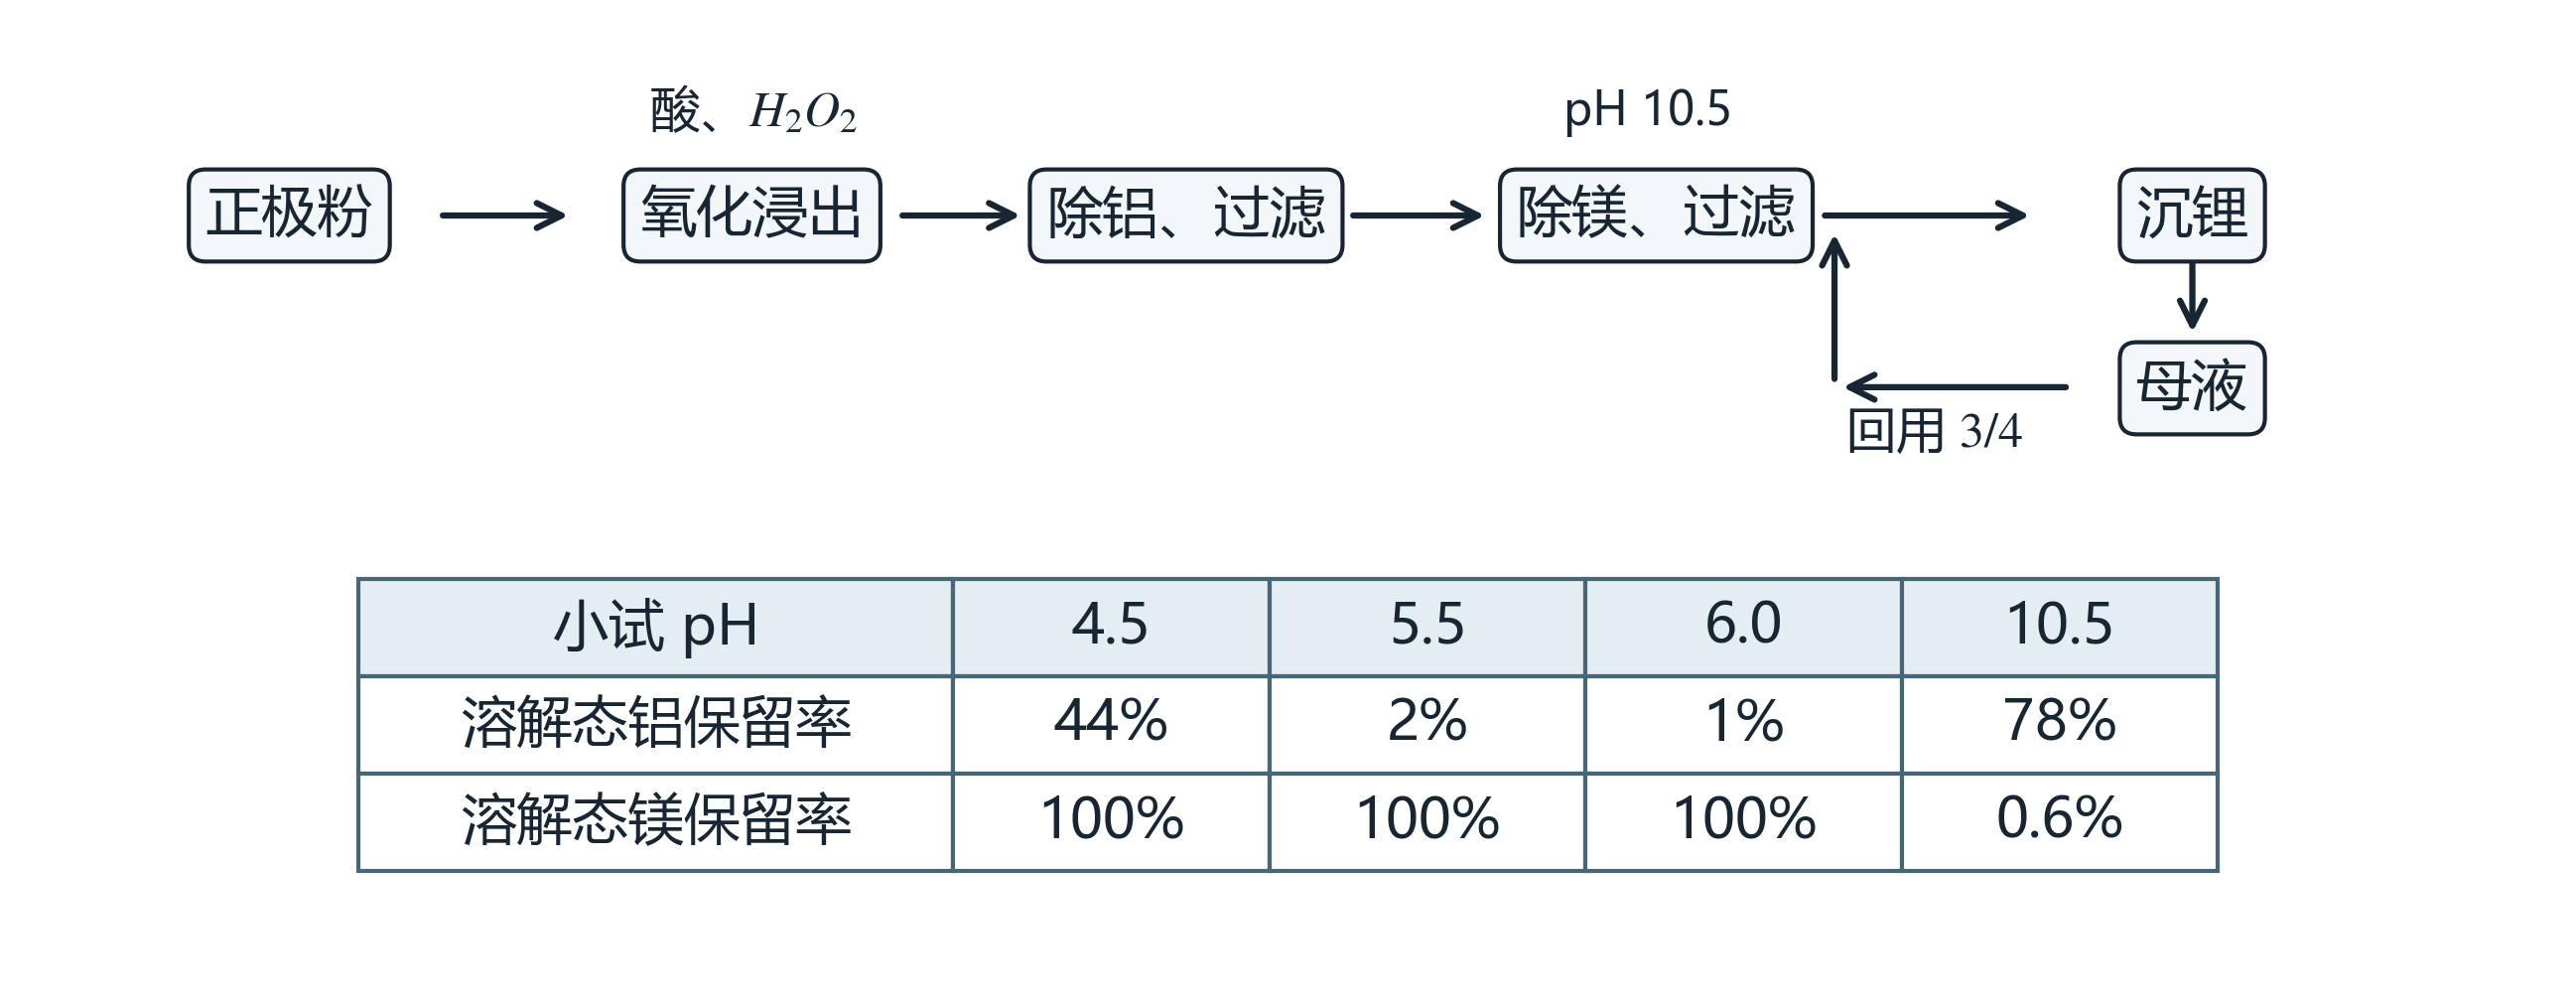 酸、H₂O₂
pH 10.5
正极粉
氧化浸出
除铝、过滤
除镁、过滤
沉锂
母液
回用 3/4
小试 pH 4.5 5.5 6.0 10.5
溶解态铝保留率 44% 2% 1% 78%
溶解态镁保留率 100% 100% 100% 0.6%